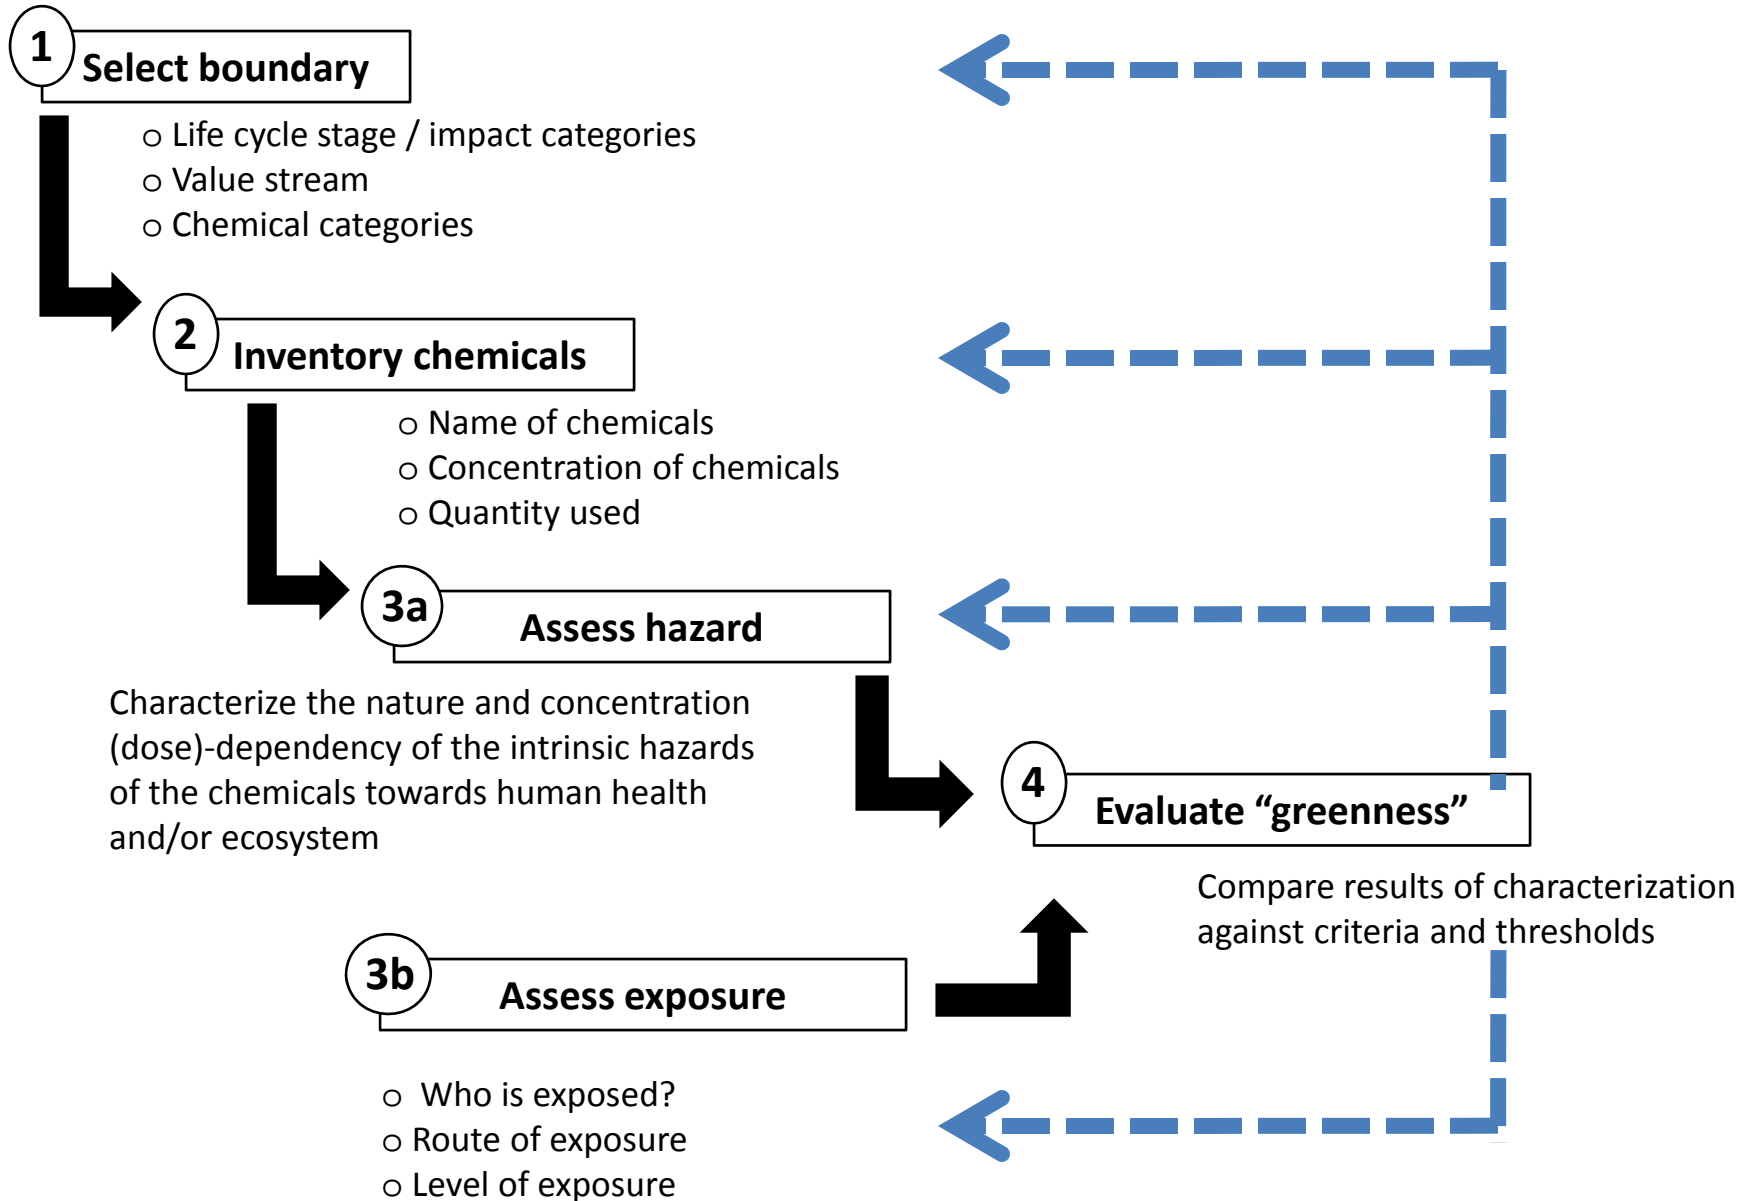 1
Select boundary
o Life cycle stage / impact categories
o Value stream
o Chemical categories
2
Inventory chemicals
o Name of chemicals
o Concentration of chemicals
o Quantity used
3a
Assess hazard
Characterize the nature and concentration
(dose)-dependency of the intrinsic hazards
of the chemicals towards human health
and/or ecosystem
4
Evaluate “greenness”
Compare results of characterization
against criteria and thresholds
3b
Assess exposure
o Who is exposed?
o Route of exposure
o Level of exposure